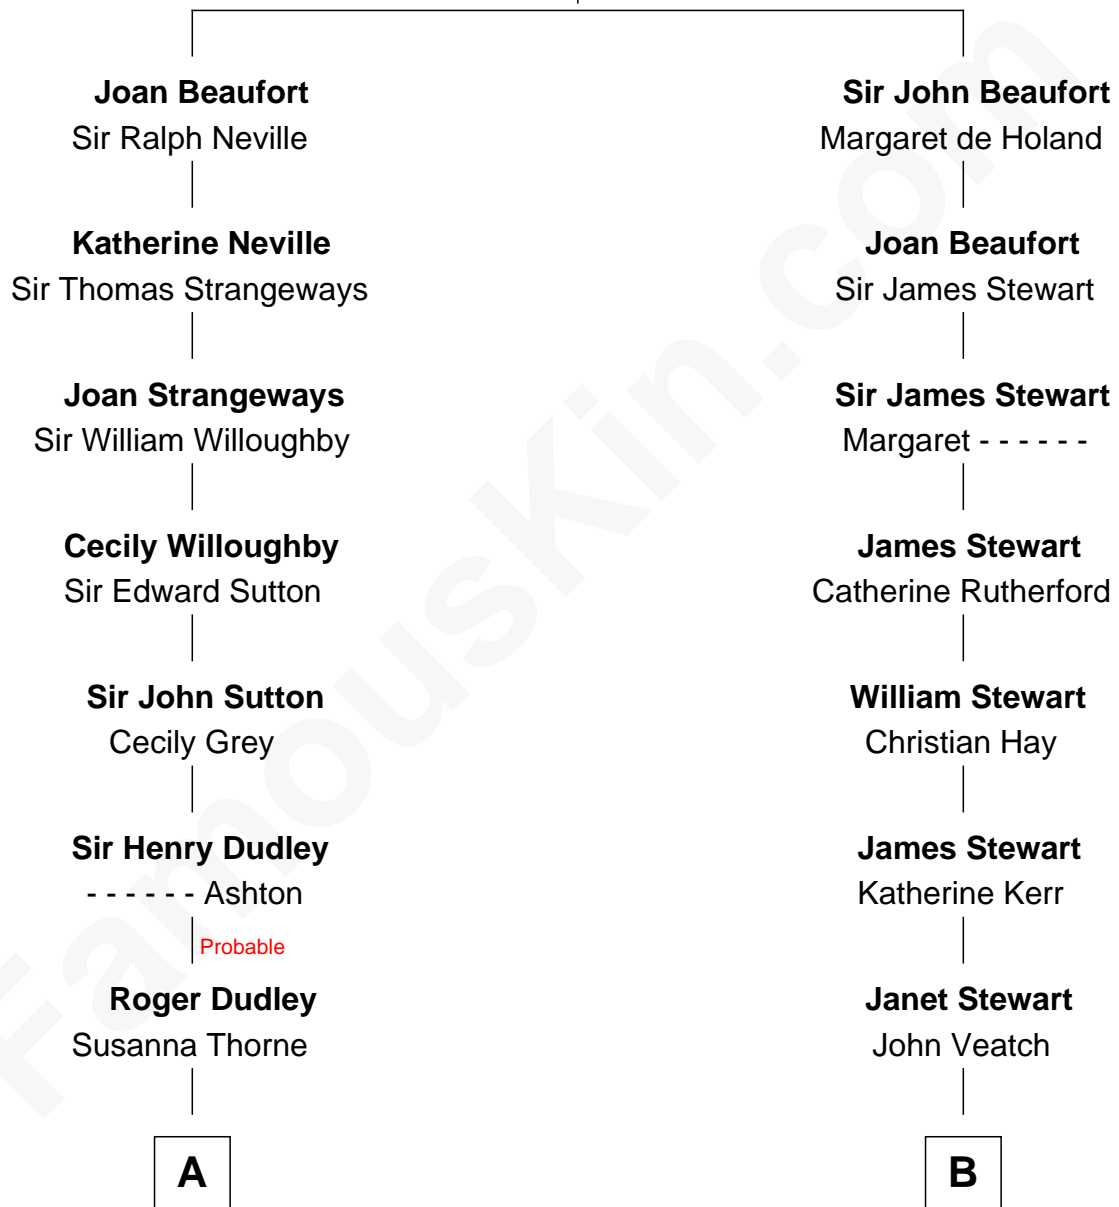 Joan Beaufort
Sir Ralph Neville
Katherine Neville
Sir Thomas Strangeways
Joan Strangeways
Sir William Willoughby
Cecily Willoughby
Sir Edward Sutton
Sir John Sutton
Cecily Grey
Sir Henry Dudley
- - - - - - Ashton
Probable
Roger Dudley
Susanna Thorne
A
Sir John Beaufort
Margaret de Holand
Joan Beaufort
Sir James Stewart
Sir James Stewart
Margaret - - - - - -
James Stewart
Catherine Rutherford
William Stewart
Christian Hay
James Stewart
Katherine Kerr
Janet Stewart
John Veatch
B
FamousKin.com